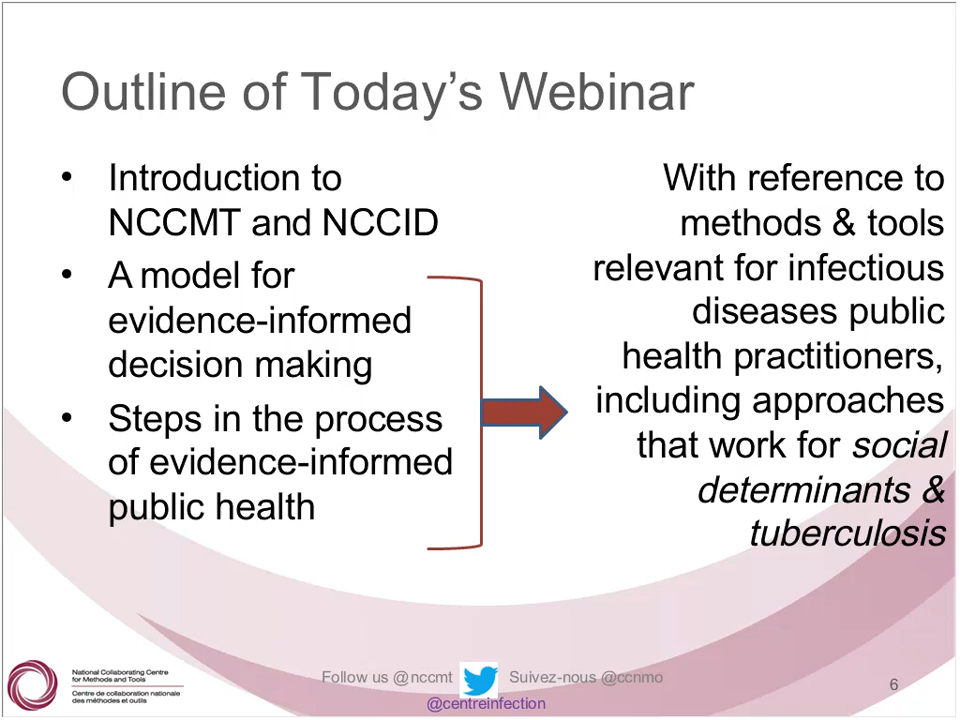 Outline of Today’s Webinar
• Introduction to
NCCMT and NCCID
• A model for
evidence-informed
decision making
• Steps in the process
of evidence-informed
public health
With reference to
methods & tools
relevant for infectious
diseases public
health practitioners,
including approaches
that work for social
determinants &
tuberculosis
National Collaborating Centre
for Methods and Tools
Centre de collaboration nationale
des méthodes et outils
Follow us @nccmt
Suivez-nous @ccnmo
@centreinfection
6